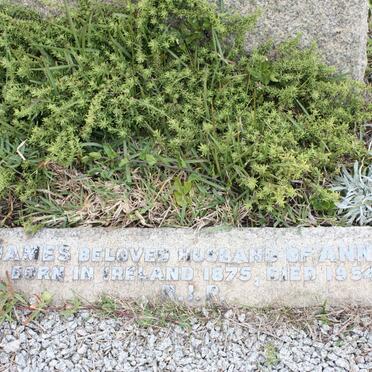 JAMES BELOVED HUSBAND OF ANN
BORN IN IRELAND 1875, DIED 1954
R.I.P.